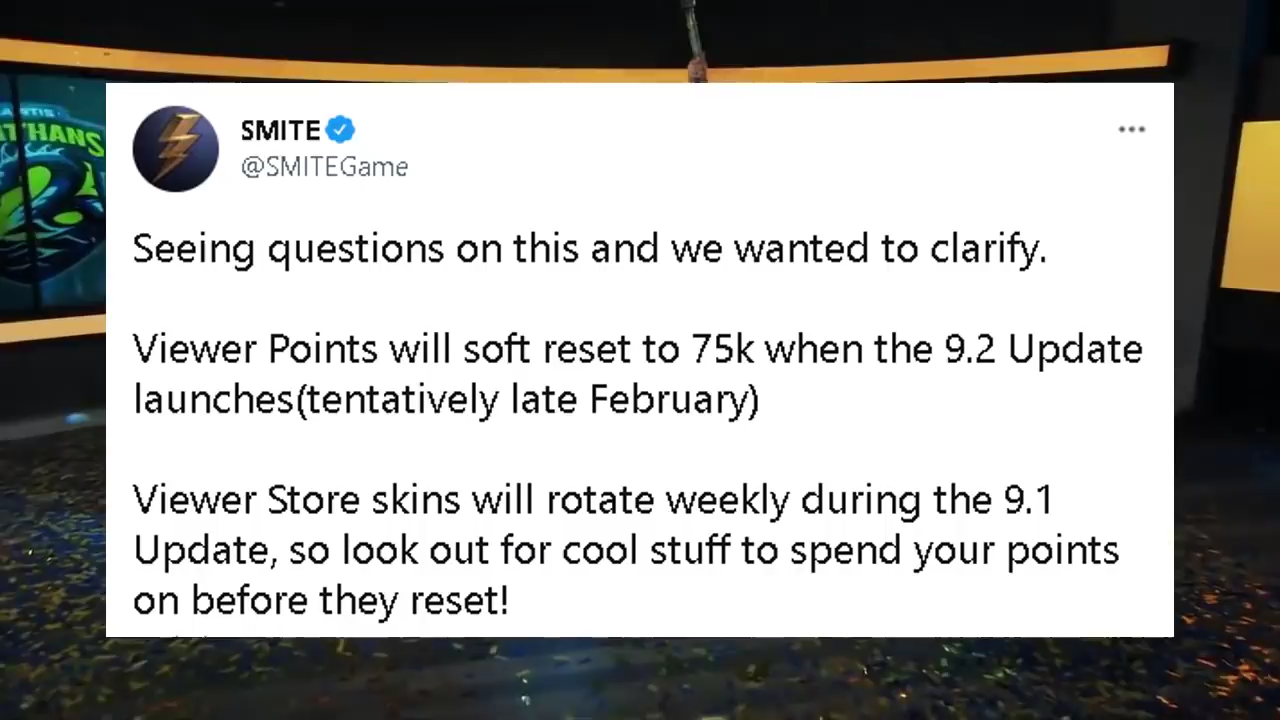 SMITE
@SMITEGame
Seeing questions on this and we wanted to clarify.
Viewer Points will soft reset to 75k when the 9.2 Update
launches(tentatively late February)
Viewer Store skins will rotate weekly during the 9.1
Update, so look out for cool stuff to spend your points
on before they reset!